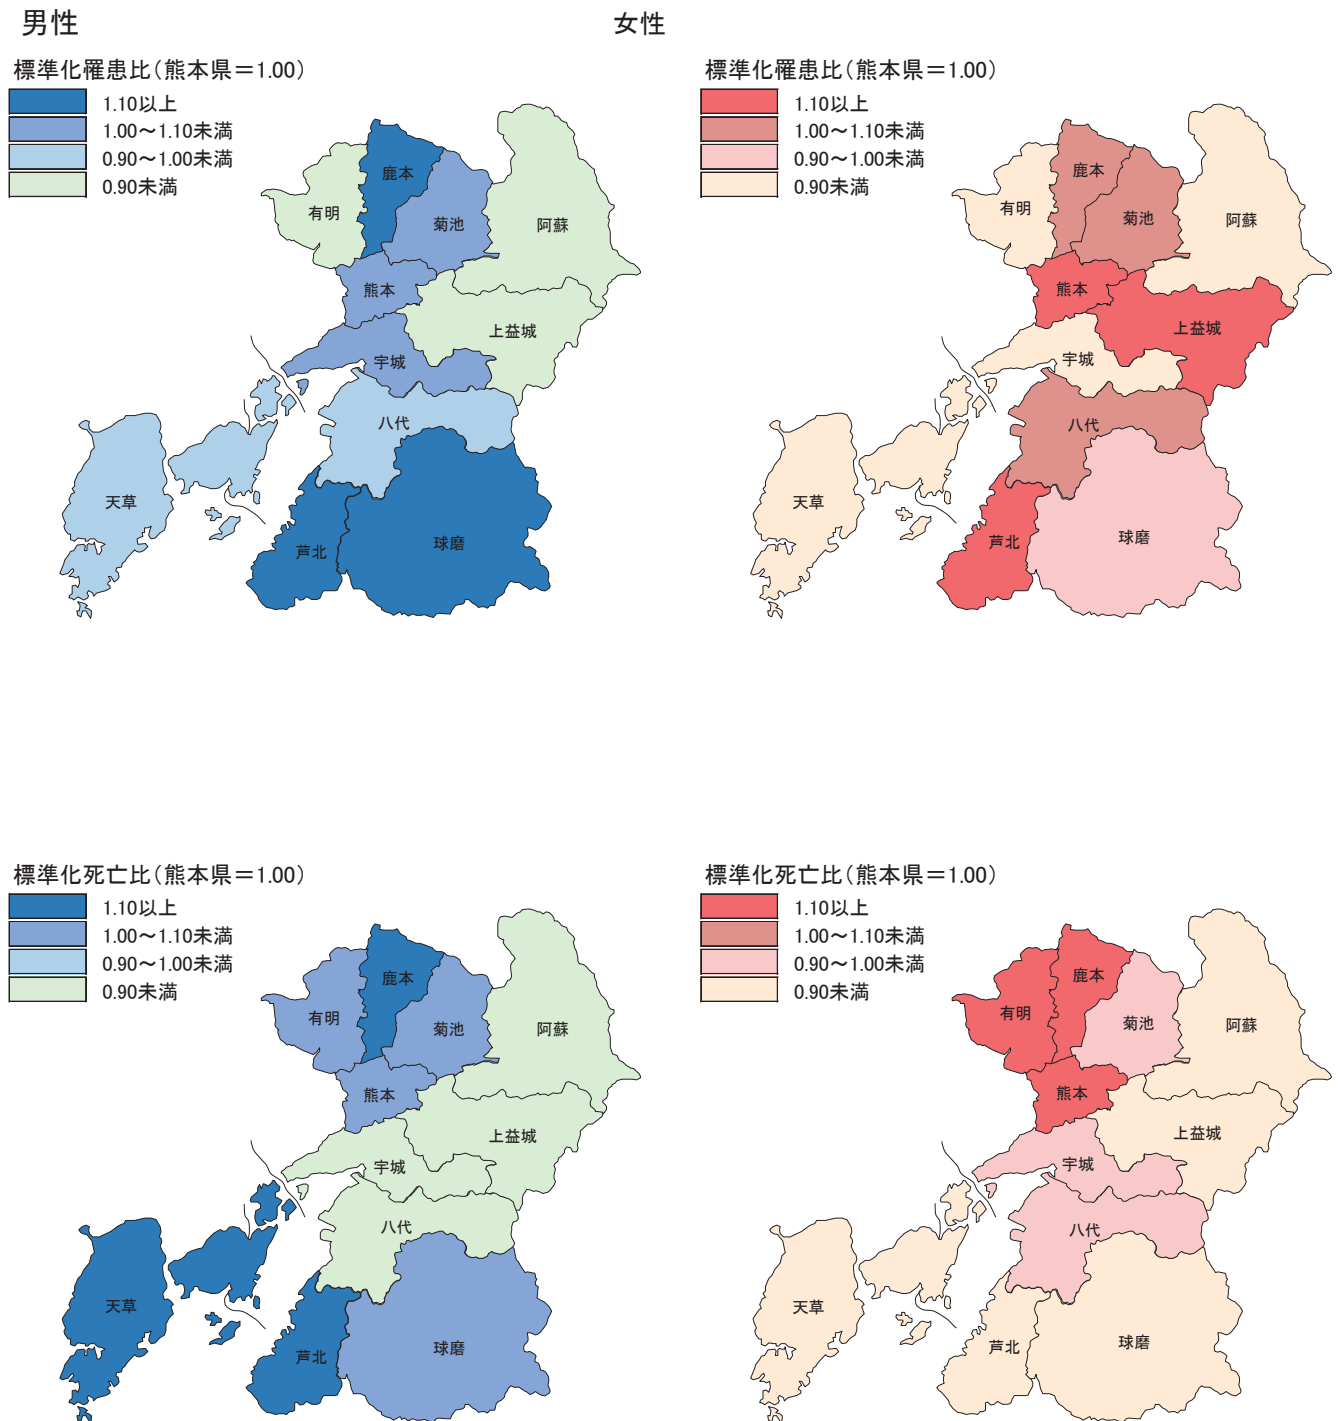 男性
女性
標準化罹患比(熊本県=1.00)
1.10以上
1.00～1.10未満
0.90～1.00未満
0.90未満
鹿本
有明
菊池
阿蘇
熊本
上益城
宇城
八代
天草
芦北
球磨
標準化罹患比(熊本県=1.00)
1.10以上
1.00～1.10未満
0.90～1.00未満
0.90未満
鹿本
有明
菊池
阿蘇
熊本
上益城
宇城
八代
天草
芦北
球磨
標準化死亡比(熊本県=1.00)
1.10以上
1.00～1.10未満
0.90～1.00未満
0.90未満
鹿本
有明
菊池
阿蘇
熊本
上益城
宇城
八代
天草
芦北
球磨
標準化死亡比(熊本県=1.00)
1.10以上
1.00～1.10未満
0.90～1.00未満
0.90未満
鹿本
有明
菊池
阿蘇
熊本
上益城
宇城
八代
天草
芦北
球磨